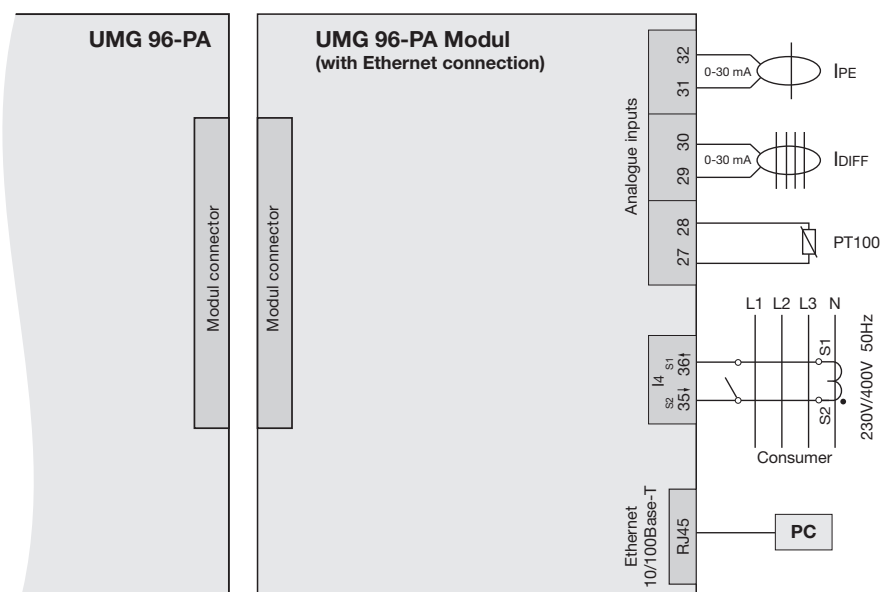 UMG 96-PA
UMG 96-PA Modul
(with Ethernet connection)
Modul connector
Modul connector
Analogue inputs
32
31
0-30 mA
IPE
30
29
0-30 mA
IDIFF
28
27
PT100
L1 L2 L3 N
I4
S1 36↑
S2 35↓
S1
S2
230V/400V 50Hz
Consumer
Ethernet
10/100Base-T
RJ45
PC